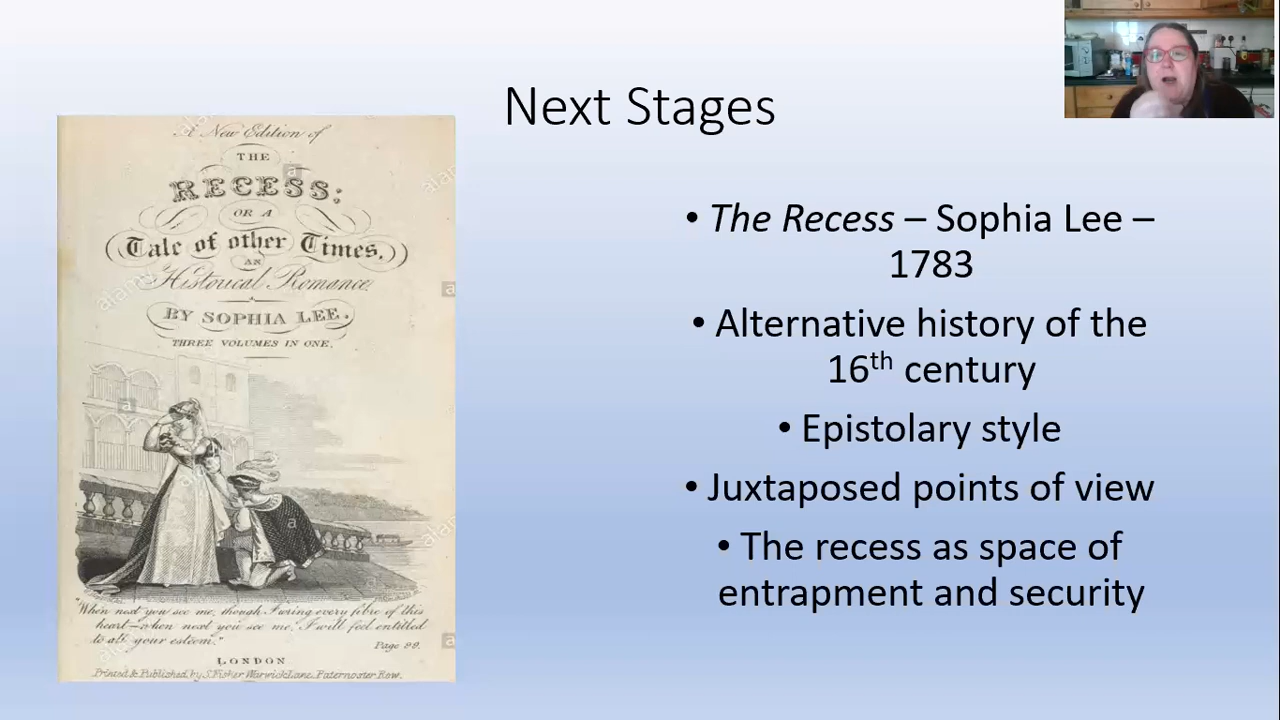 Next Stages
A New Edition of
THE
RECESS:
OR A
Tale of other Times,
AN
Historical Romance.
BY SOPHIA LEE.
THREE VOLUMES IN ONE.
"When next you see me, though I wring every fibre of this
heart—when next you see me, I will feel entitled
to all your esteem."
Page 99.
LONDON
Printed & Published by S. Fisher Warwick Lane, Paternoster Row.
• The Recess – Sophia Lee –
1783
• Alternative history of the
16th century
• Epistolary style
• Juxtaposed points of view
• The recess as space of
entrapment and security
alamy
a